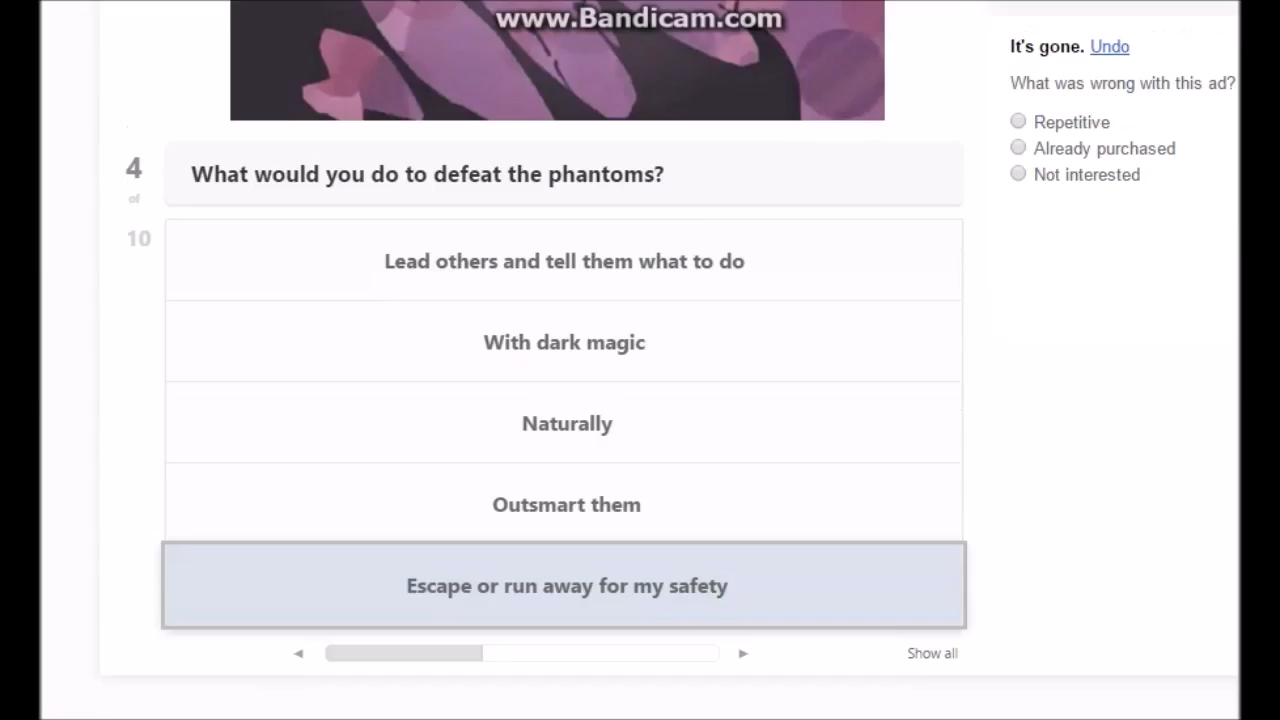 www.Bandicam.com
It's gone. Undo
What was wrong with this ad?
Repetitive
Already purchased
Not interested
4
of
10
What would you do to defeat the phantoms?
Lead others and tell them what to do
With dark magic
Naturally
Outsmart them
Escape or run away for my safety
Show all